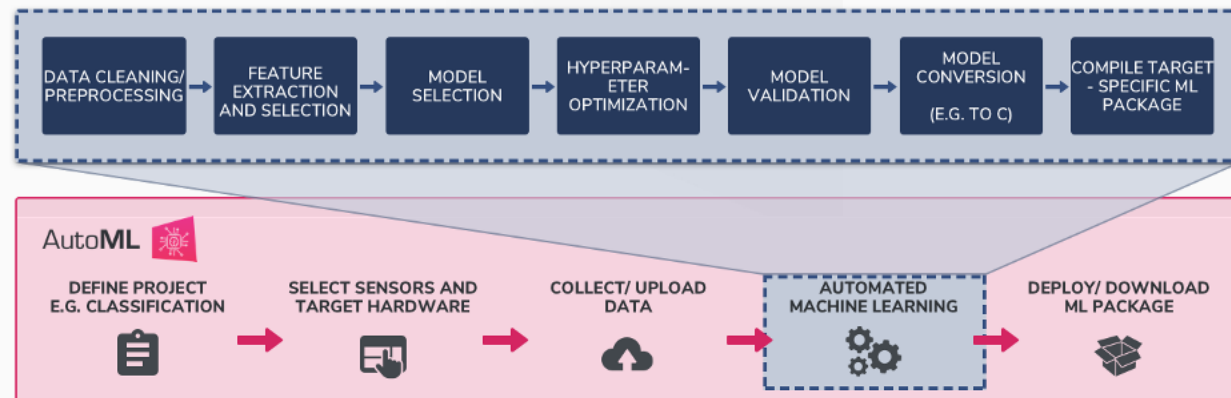 DATA CLEANING/
PREPROCESSING
FEATURE
EXTRACTION
AND SELECTION
MODEL
SELECTION
HYPERPARAM-
ETER
OPTIMIZATION
MODEL
VALIDATION
MODEL
CONVERSION
(E.G. TO C)
COMPILE TARGET
- SPECIFIC ML
PACKAGE
AutoML
DEFINE PROJECT
E.G. CLASSIFICATION
SELECT SENSORS AND
TARGET HARDWARE
COLLECT/ UPLOAD
DATA
AUTOMATED
MACHINE LEARNING
DEPLOY/ DOWNLOAD
ML PACKAGE